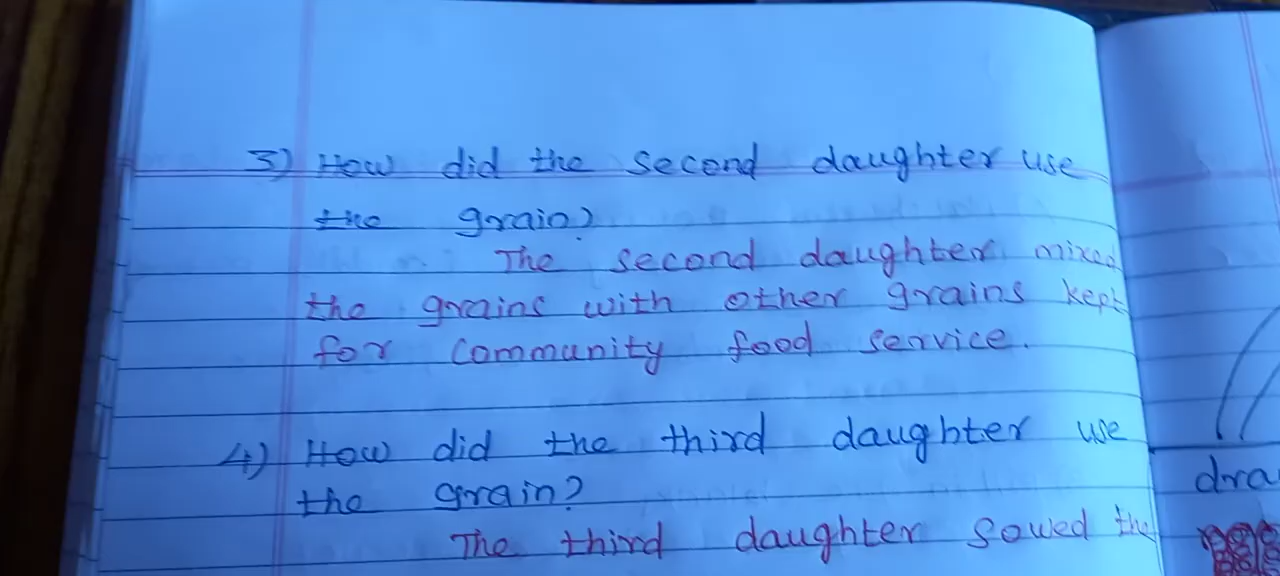 3) How did the second daughter use
the grain?
The second daughter mixed
the grains with other grains kept
for community food service.
4) How did the third daughter use
the grain?
The third daughter sowed the
dra